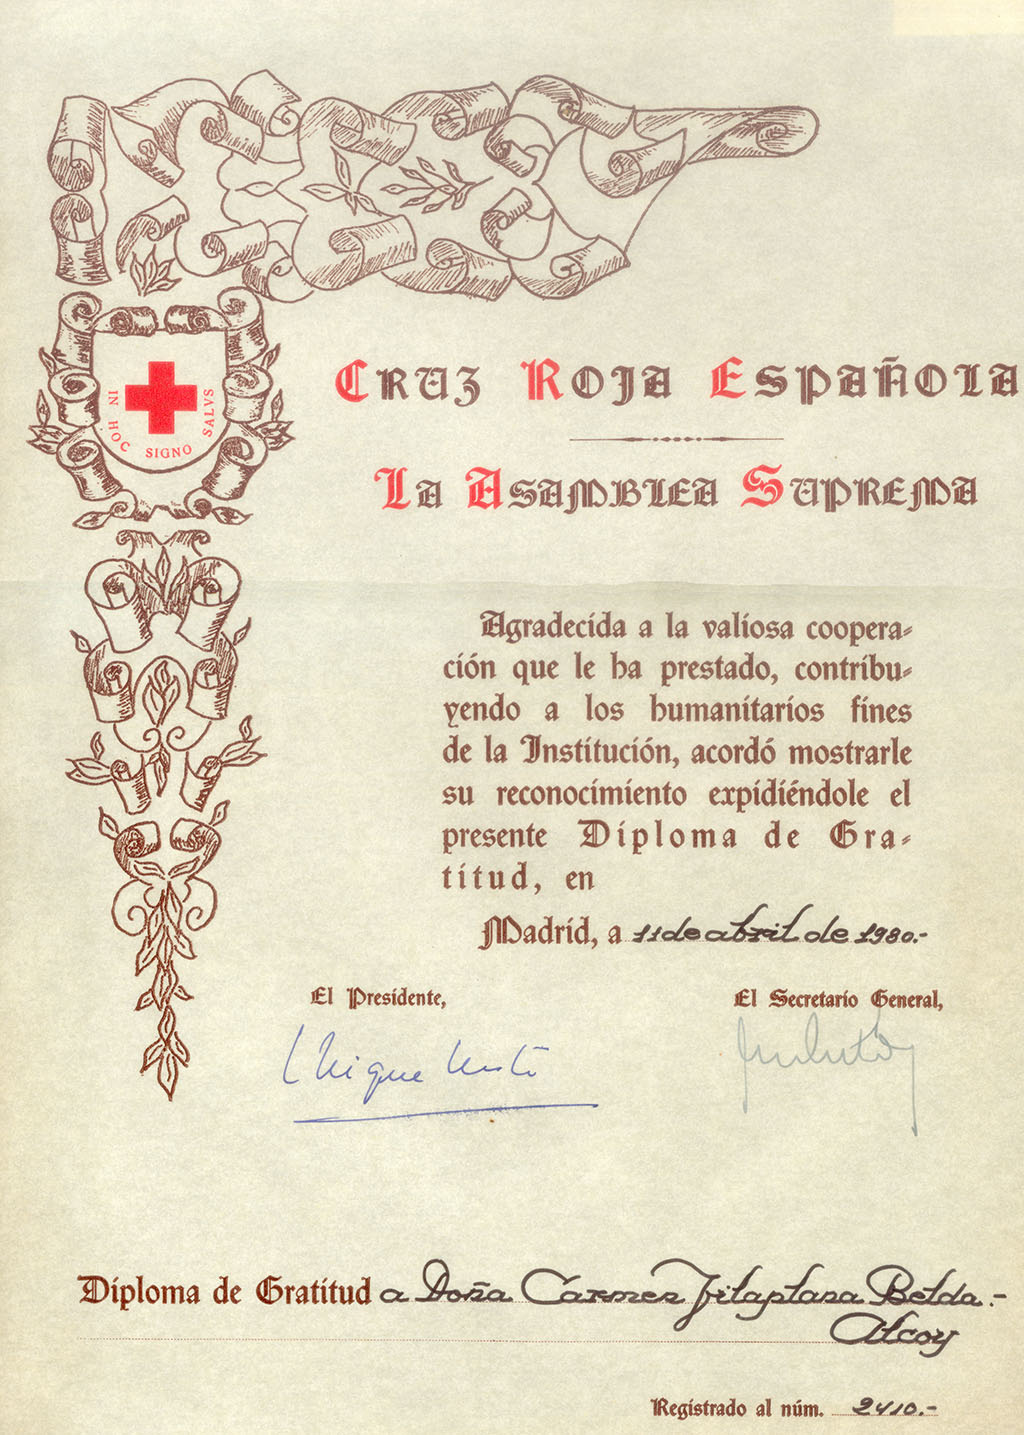 IN HOC SIGNO SALVS
Cruz Roja Española
La Asamblea Suprema
Agradecida a la valiosa coopera-
ción que le ha prestado, contribu-
yendo a los humanitarios fines
de la Institución, acordó mostrarle
su reconocimiento expidiéndole el
presente Diploma de Gra-
titud, en
Madrid, a 11 de abril de 1980.-
El Presidente,
El Secretario General,
Diploma de Gratitud a Doña Carmen Jilaplana Belda.-
Alcoy
Registrado al núm. 2410.-